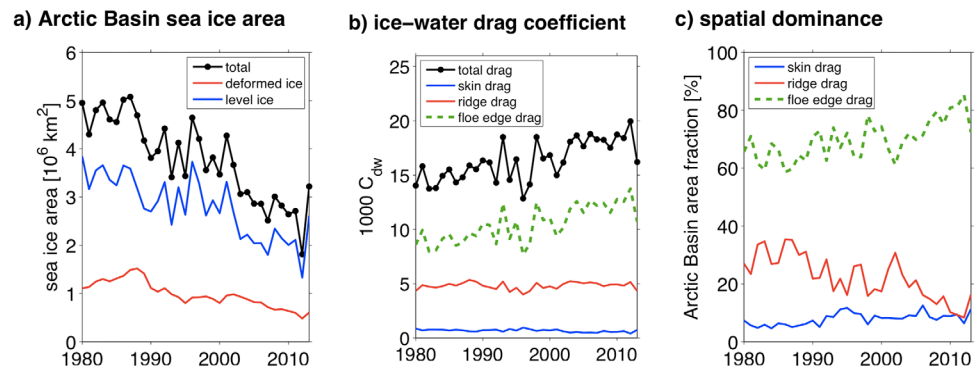 a) Arctic Basin sea ice area
sea ice area [10⁶ km²]
6
5
4
3
2
1
0
total
deformed ice
level ice
1980
1990
2000
2010
b) ice–water drag coefficient
1000 C_dw
25
20
15
10
5
0
total drag
skin drag
ridge drag
floe edge drag
1980
1990
2000
2010
c) spatial dominance
Arctic Basin area fraction [%]
100
80
60
40
20
0
skin drag
ridge drag
floe edge drag
1980
1990
2000
2010